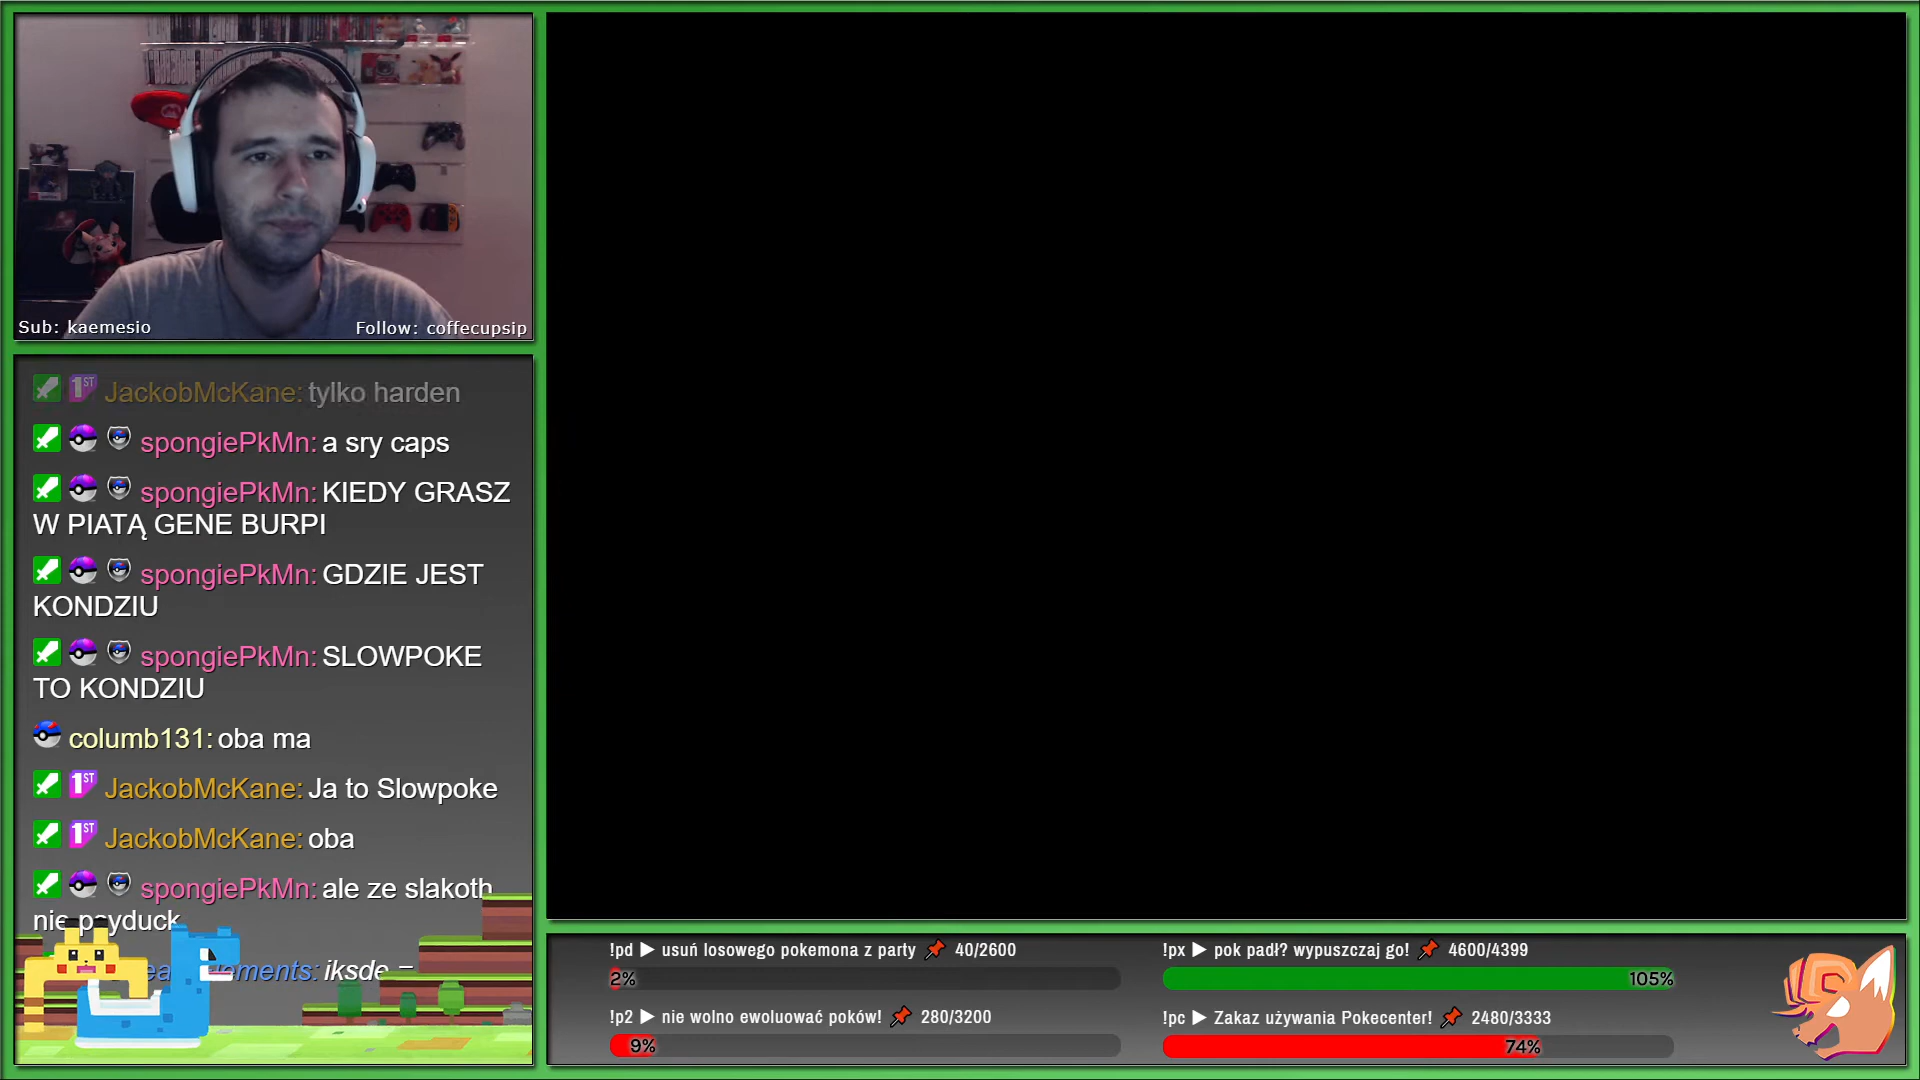 Sub: kaemesio
Follow: coffecupsip
JackobMcKane: tylko harden
spongiePkMn: a sry caps
spongiePkMn: KIEDY GRASZ
W PIATĄ GENE BURPI
spongiePkMn: GDZIE JEST
KONDZIU
spongiePkMn: SLOWPOKE
TO KONDZIU
columb131: oba ma
JackobMcKane: Ja to Slowpoke
JackobMcKane: oba
spongiePkMn: ale ze slakoth
nie psyduck
iksde =
!pd ▶ usuń losowego pokemona z party 📌 40/2600
2%
!p2 ▶ nie wolno ewoluować poków! 📌 280/3200
9%
!px ▶ pok padł? wypuszczaj go! 📌 4600/4399
105%
!pc ▶ Zakaz używania Pokecenter! 📌 2480/3333
74%